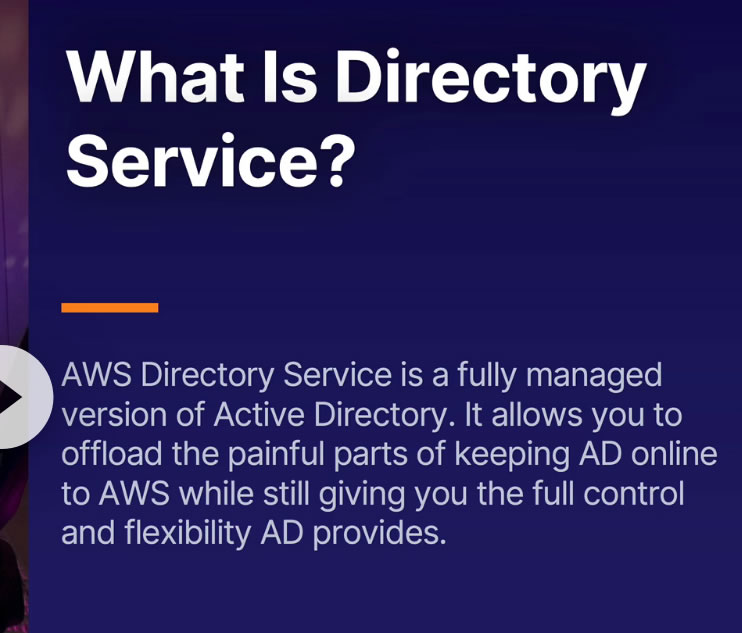 What Is Directory
Service?
AWS Directory Service is a fully managed
version of Active Directory. It allows you to
offload the painful parts of keeping AD online
to AWS while still giving you the full control
and flexibility AD provides.